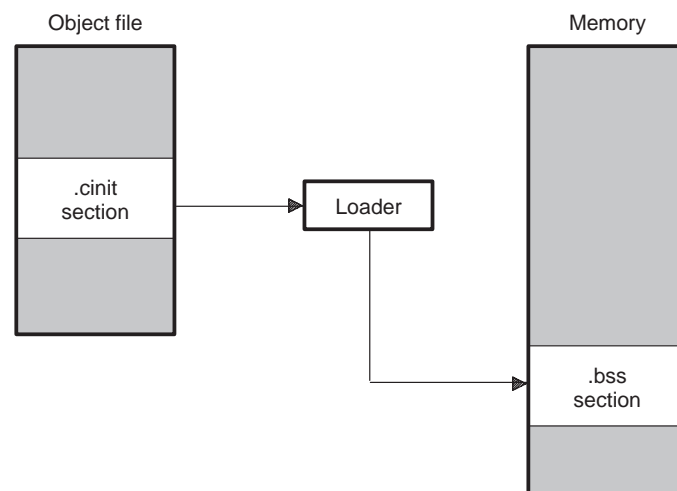 Object file
Memory
.cinit
section
Loader
.bss
section